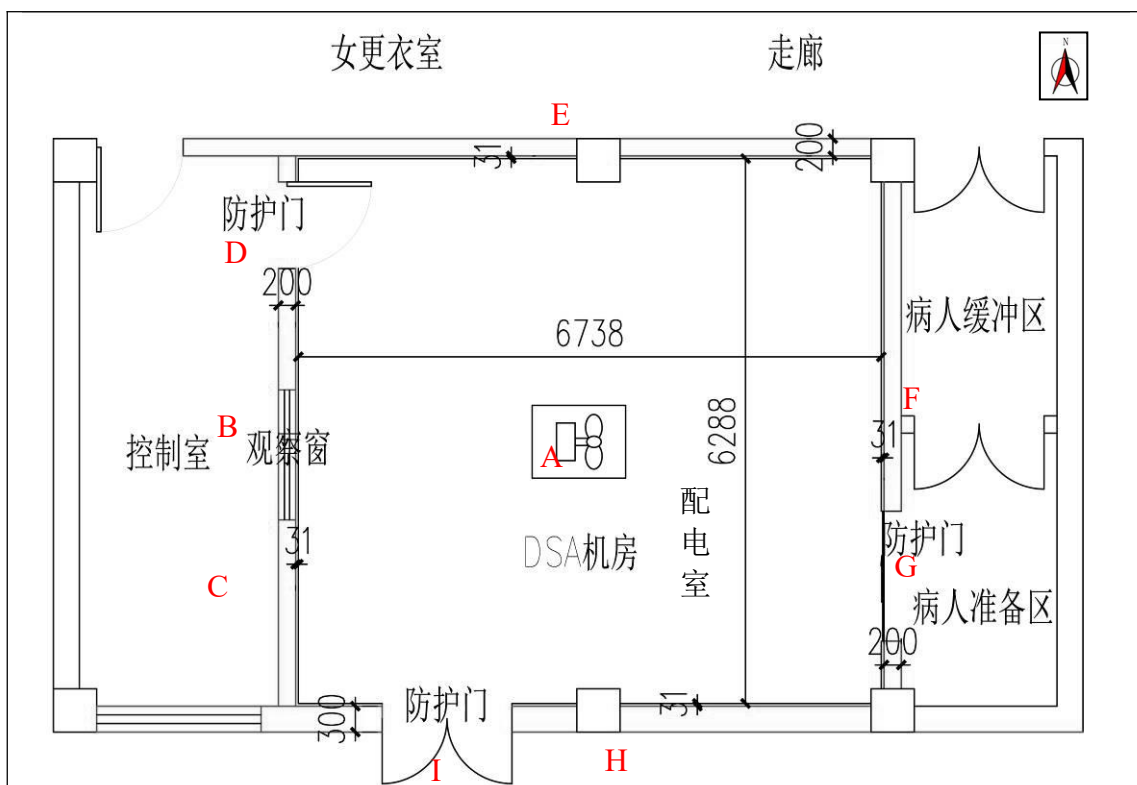 女更衣室
走廊
N
E
31
200
防护门
D
200
病人缓冲区
6738
F
B
控制室
观察窗
A
6288
31
配电室
DSA机房
31
防护门
G
C
病人准备区
200
防护门
300
31
H
I